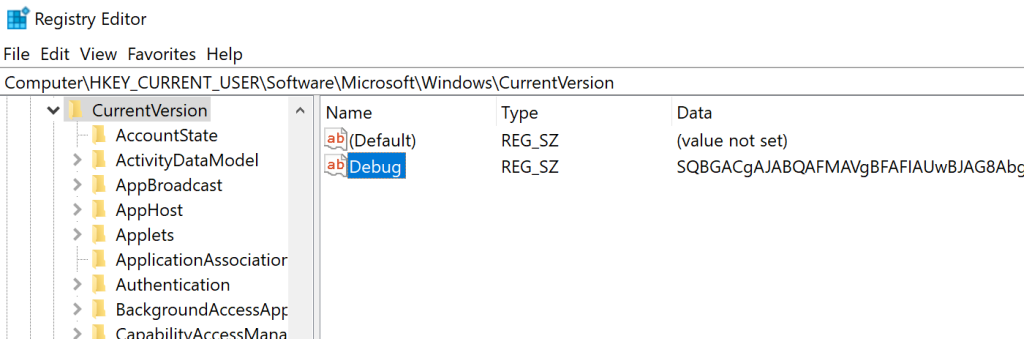 Registry Editor
File Edit View Favorites Help
Computer\HKEY_CURRENT_USER\Software\Microsoft\Windows\CurrentVersion
CurrentVersion
AccountState
ActivityDataModel
AppBroadcast
AppHost
Applets
ApplicationAssociation
Authentication
BackgroundAccessApp
CapabilityAccessMana
Name Type Data
ab (Default) REG_SZ (value not set)
ab Debug REG_SZ SQBGACgAJABQAFMAVgBFAFIAUwBJAG8Abg